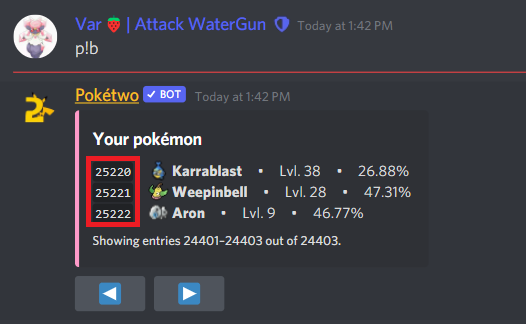 Var 🍓 | Attack WaterGun Today at 1:42 PM
p!b
Pokétwo ✓ BOT Today at 1:42 PM
Your pokémon
25220 Karrablast • Lvl. 38 • 26.88%
25221 Weepinbell • Lvl. 28 • 47.31%
25222 Aron • Lvl. 9 • 46.77%
Showing entries 24401–24403 out of 24403.